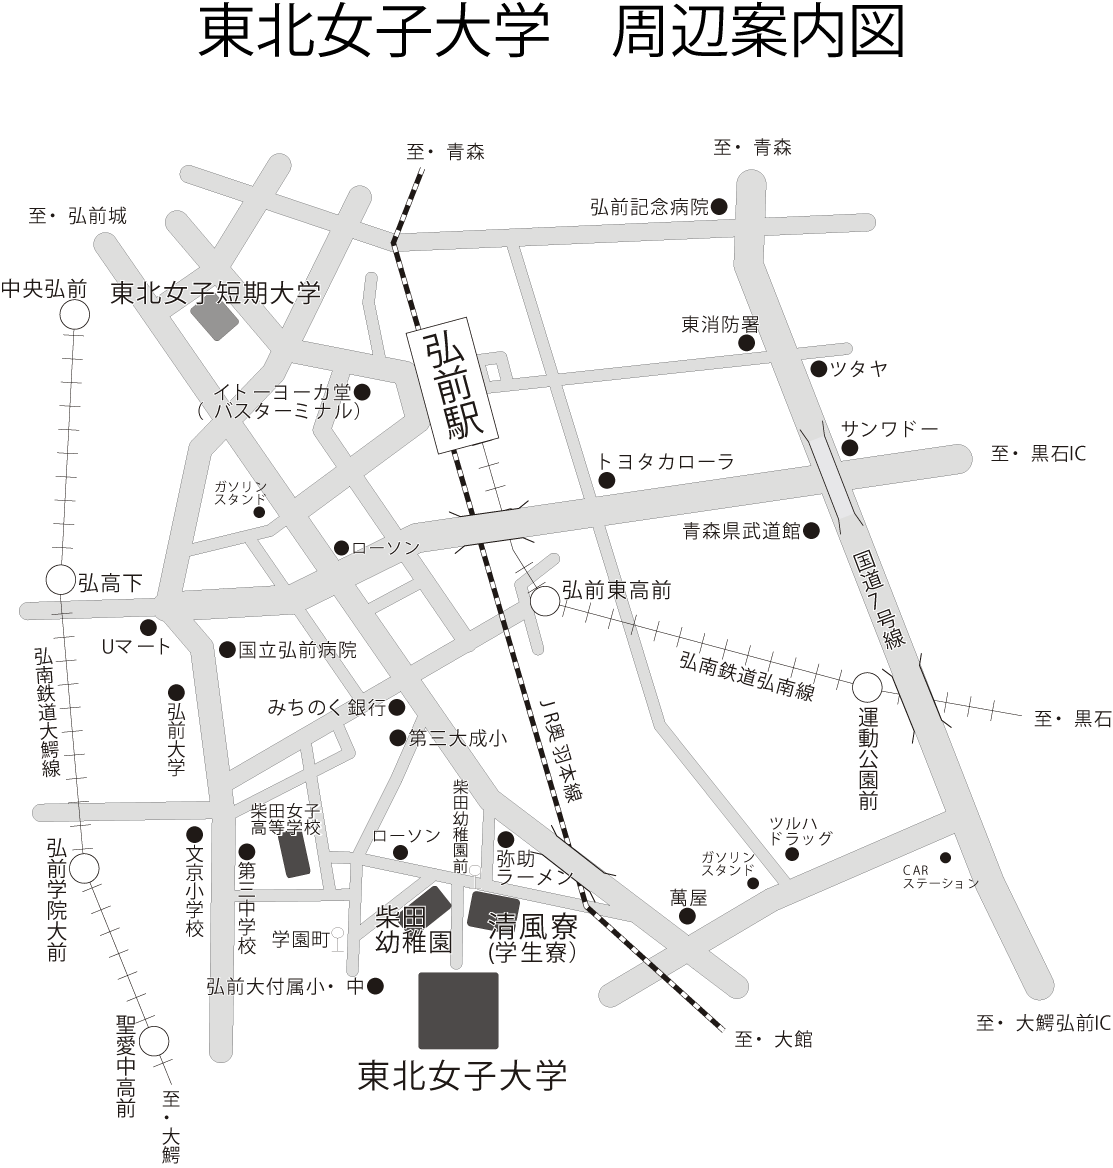 東北女子大学　周辺案内図
至・青森
至・青森
弘前記念病院
至・弘前城
中央弘前
東北女子短期大学
東消防署
ツタヤ
弘前駅
イトーヨーカ堂
（バスターミナル）
サンワドー
至・黒石IC
トヨタカローラ
ガソリン
スタンド
青森県武道館
ローソン
国道7号線
弘高下
弘前東高前
Uマート
国立弘前病院
弘南鉄道大鰐線
弘南鉄道弘南線
弘前大学
みちのく銀行
ＪＲ奥羽本線
運動公園前
至・黒石
第三大成小
柴田幼稚園前
柴田女子
高等学校
ローソン
ツルハ
ドラッグ
弘前学院大前
文京小学校
第三中学校
弥助
ラーメン
ガソリン
スタンド
CAR
ステーション
萬屋
柴田
幼稚園
清風寮
(学生寮）
学園町
弘前大付属小・中
聖愛中高前
至・大鰐弘前IC
至・大館
東北女子大学
至・大鰐